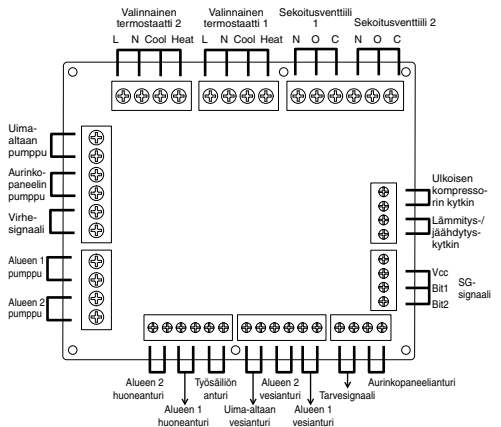 Valinnainen
termostaatti 2
Valinnainen
termostaatti 1
Sekoitusventtiili
1
Sekoitusventtiili 2
L N Cool Heat
L N Cool Heat
N O C
N O C
Uima-
altaan
pumppu
Aurinko-
paneelin
pumppu
Virhe-
signaali
Alueen 1
pumppu
Alueen 2
pumppu
Ulkoisen
kompresso-
rin kytkin
Lämmitys-/
jäähdytys-
kytkin
Vcc
Bit1
Bit2
SG-
signaali
Alueen 2
huoneanturi
Alueen 1
huoneanturi
Työsäiliön
anturi
Uima-altaan
vesianturi
Alueen 2
vesianturi
Alueen 1
vesianturi
Tarvesignaali
Aurinkopaneelianturi